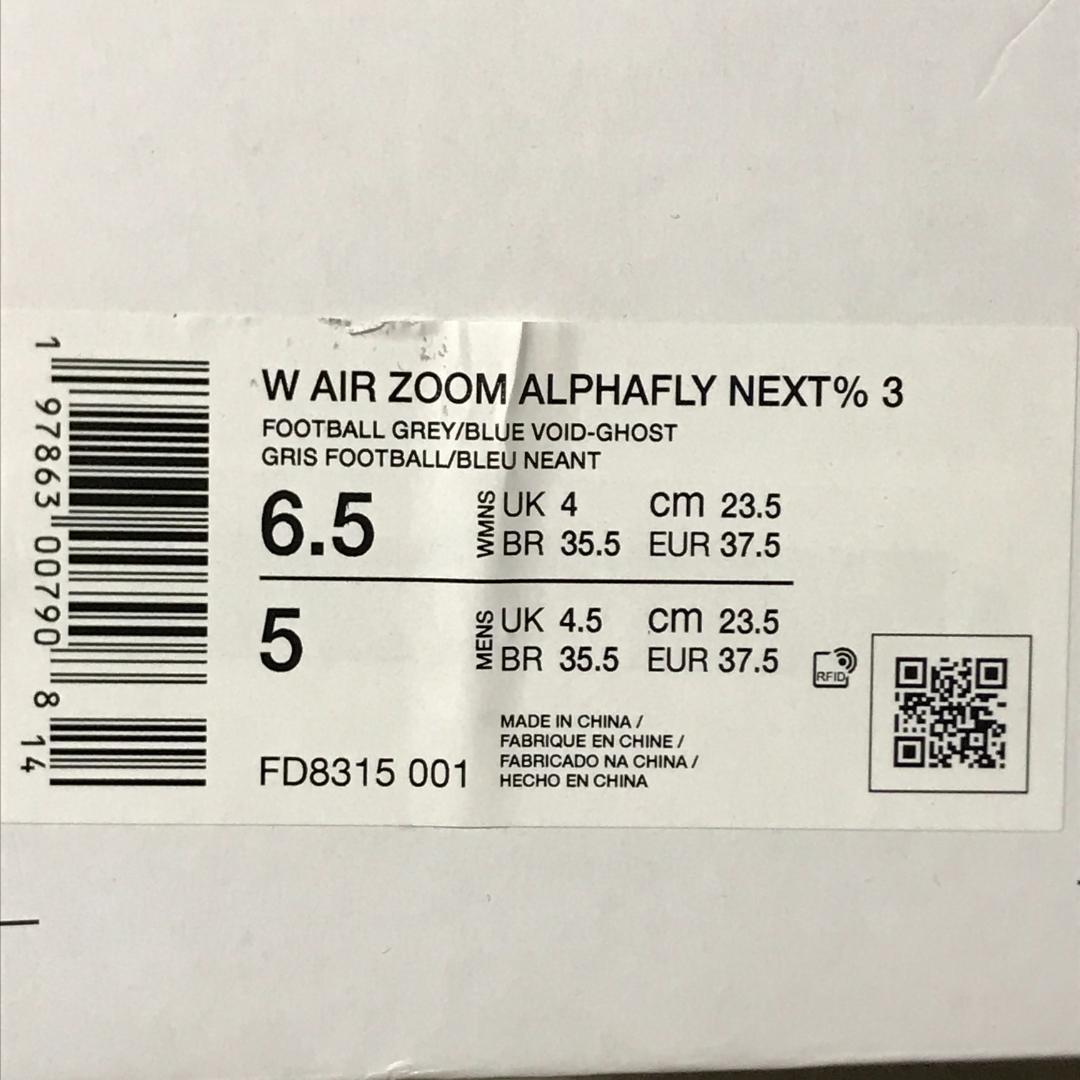 W AIR ZOOM ALPHAFLY NEXT% 3
FOOTBALL GREY/BLUE VOID-GHOST
GRIS FOOTBALL/BLEU NEANT
6.5
WMNS
UK 4 cm 23.5
BR 35.5 EUR 37.5
5
MENS
UK 4.5 cm 23.5
BR 35.5 EUR 37.5
RFID
MADE IN CHINA /
FABRIQUE EN CHINE /
FABRICADO NA CHINA /
HECHO EN CHINA
FD8315 001
1 97863 00790 8 14